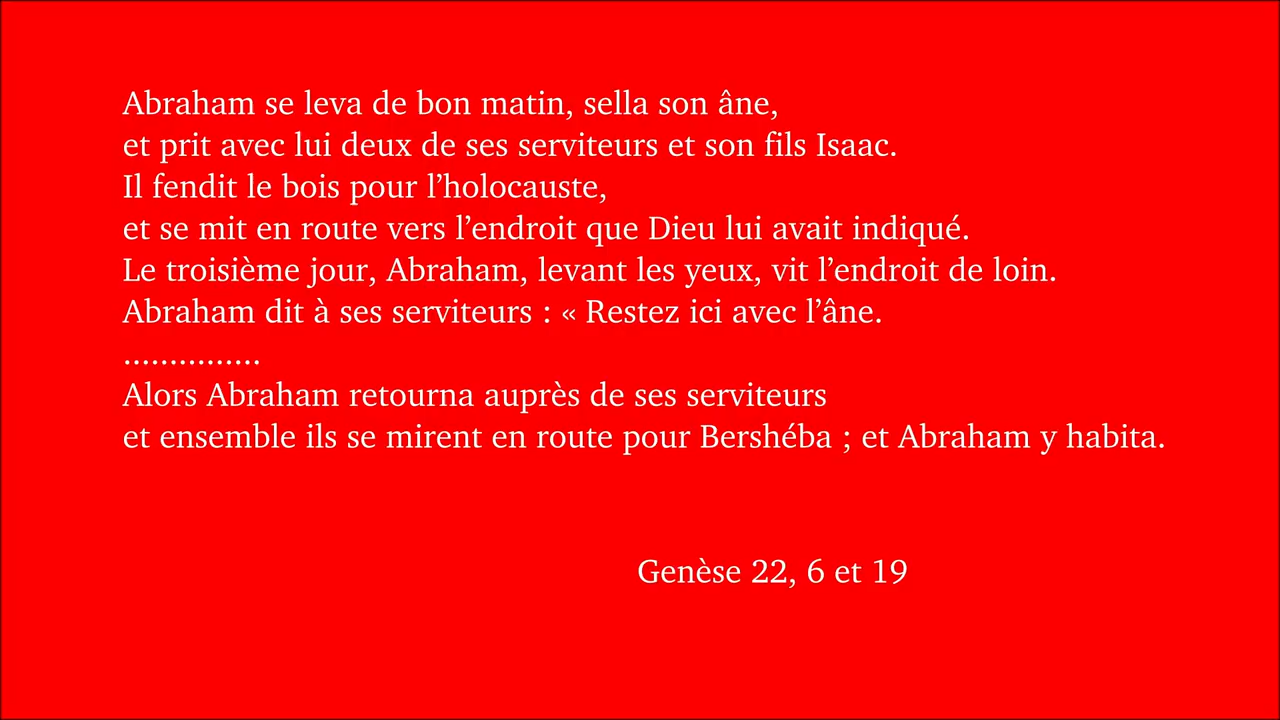 Abraham se leva de bon matin, sella son âne,
et prit avec lui deux de ses serviteurs et son fils Isaac.
Il fendit le bois pour l’holocauste,
et se mit en route vers l’endroit que Dieu lui avait indiqué.
Le troisième jour, Abraham, levant les yeux, vit l’endroit de loin.
Abraham dit à ses serviteurs : « Restez ici avec l’âne.
...............
Alors Abraham retourna auprès de ses serviteurs
et ensemble ils se mirent en route pour Bershéba ; et Abraham y habita.
Genèse 22, 6 et 19